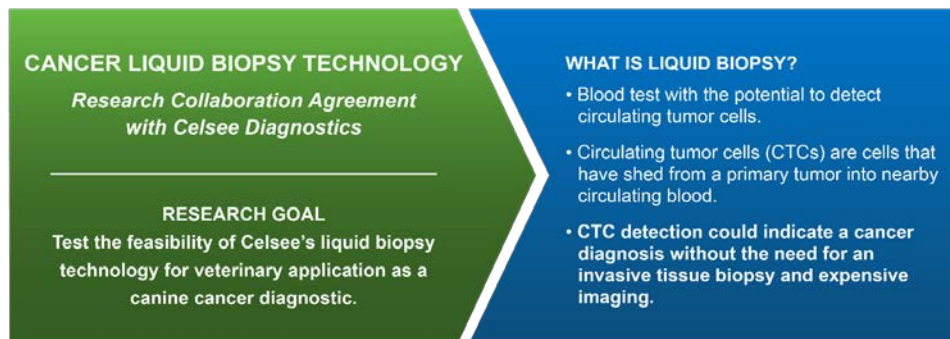 CANCER LIQUID BIOPSY TECHNOLOGY
Research Collaboration Agreement
with Celsee Diagnostics
RESEARCH GOAL
Test the feasibility of Celsee's liquid biopsy
technology for veterinary application as a
canine cancer diagnostic.
WHAT IS LIQUID BIOPSY?
• Blood test with the potential to detect
circulating tumor cells.
• Circulating tumor cells (CTCs) are cells that
have shed from a primary tumor into nearby
circulating blood.
• CTC detection could indicate a cancer
diagnosis without the need for an
invasive tissue biopsy and expensive
imaging.